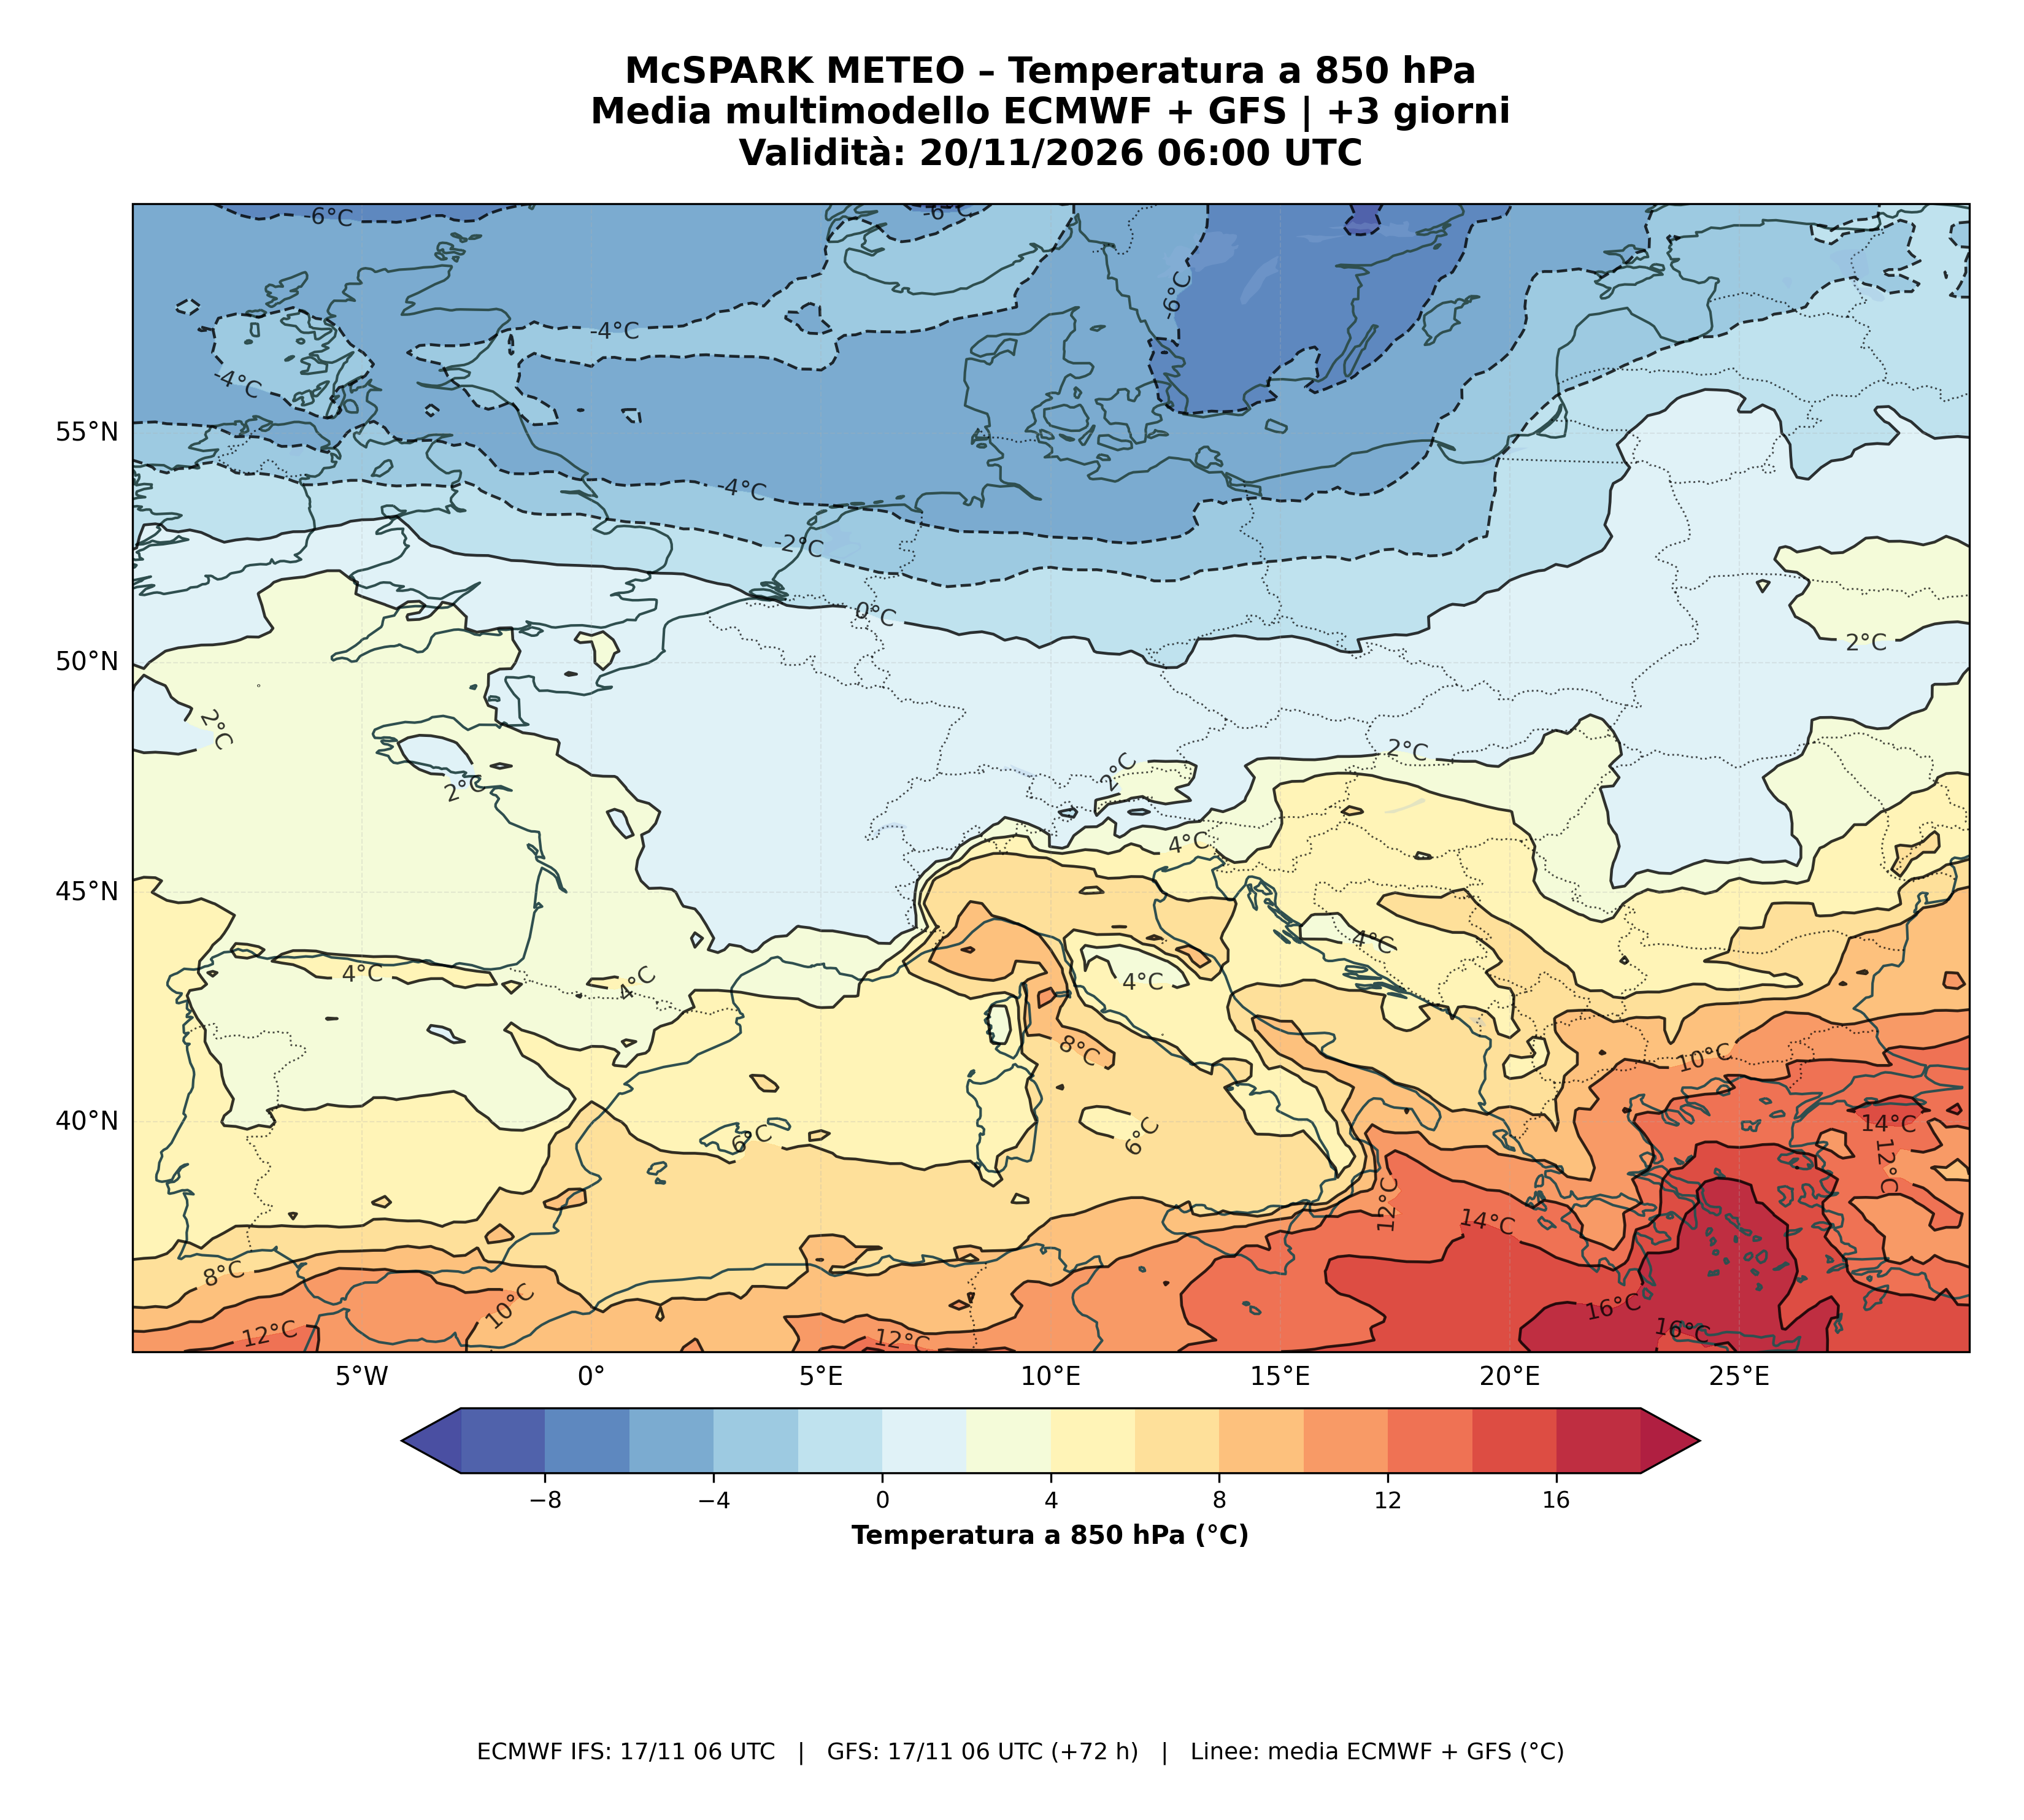 McSPARK METEO – Temperatura a 850 hPa
Media multimodello ECMWF + GFS | +3 giorni
Validità: 20/11/2026 06:00 UTC
-6°C
-6°C
-6°C
-4°C
-4°C
55°N
-4°C
-2°C
0°C
50°N
2°C
2°C
2°C
2°C
2°C
4°C
45°N
4°C
4°C
4°C
4°C
8°C
10°C
40°N
6°C
6°C
14°C
12°C
12°C
14°C
8°C
10°C
16°C
12°C
12°C
16°C
5°W
0°
5°E
10°E
15°E
20°E
25°E
−8
−4
0
4
8
12
16
Temperatura a 850 hPa (°C)
ECMWF IFS: 17/11 06 UTC | GFS: 17/11 06 UTC (+72 h) | Linee: media ECMWF + GFS (°C)